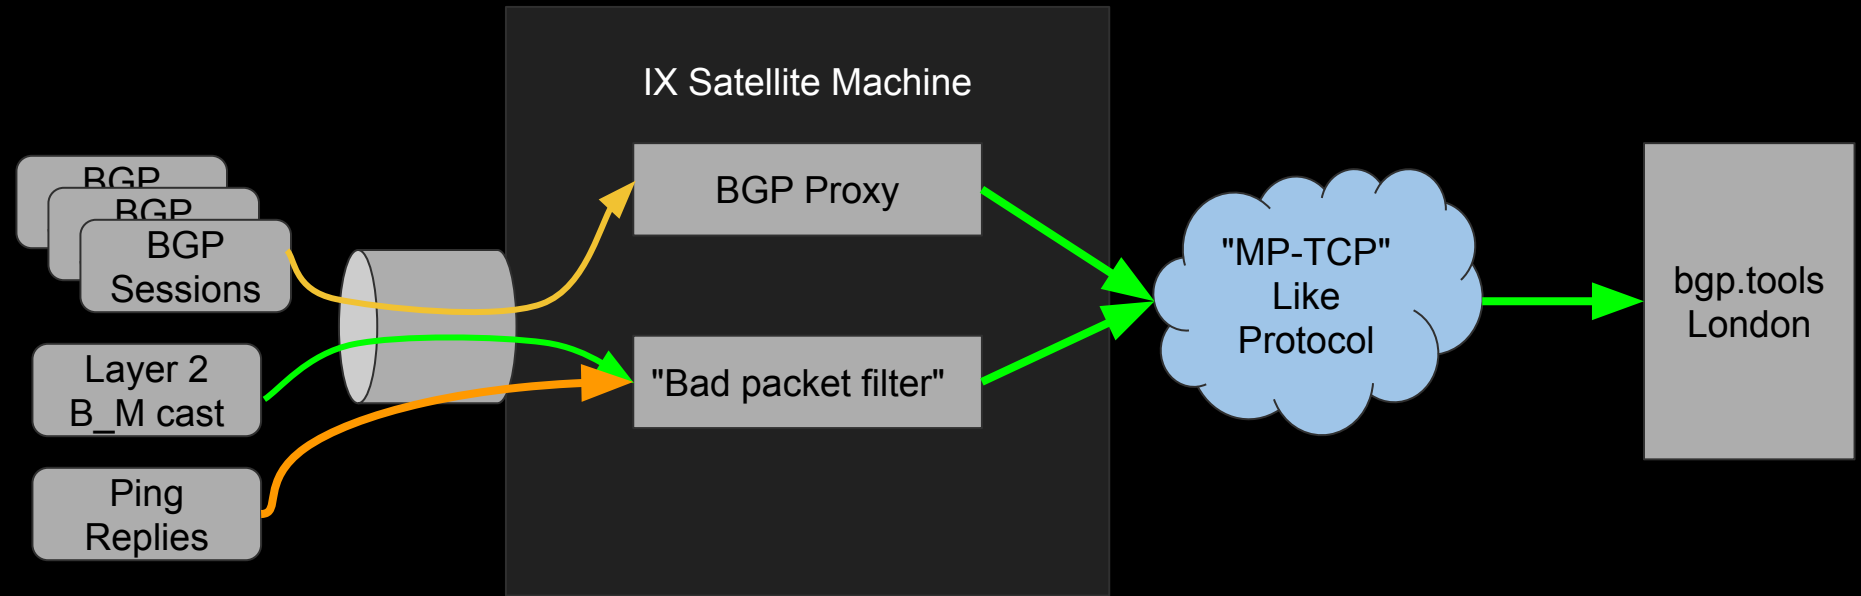 IX Satellite Machine
BGP
BGP
BGP
Sessions
Layer 2
B_M cast
Ping
Replies
BGP Proxy
"Bad packet filter"
"MP-TCP"
Like
Protocol
bgp.tools
London